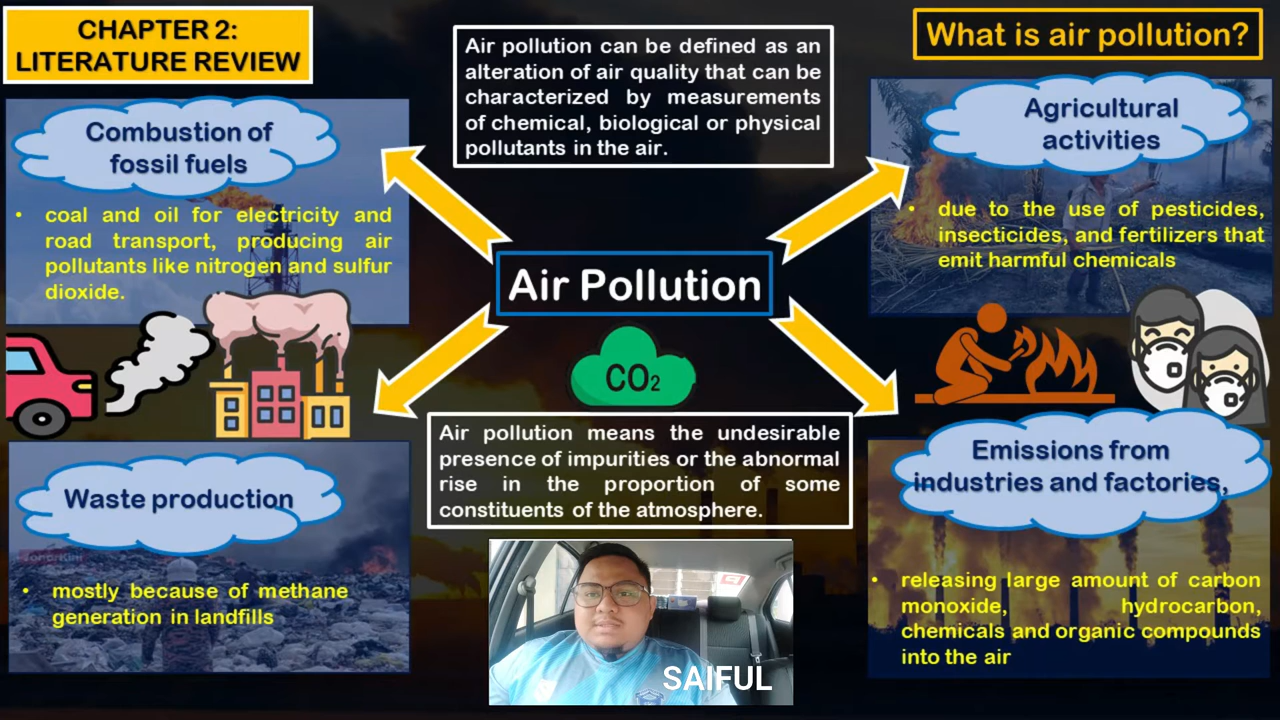 CHAPTER 2:
LITERATURE REVIEW
Air pollution can be defined as an
alteration of air quality that can be
characterized by measurements
of chemical, biological or physical
pollutants in the air.
What is air pollution?
Combustion of
fossil fuels
• coal and oil for electricity and
road transport, producing air
pollutants like nitrogen and sulfur
dioxide.
Agricultural
activities
• due to the use of pesticides,
insecticides, and fertilizers that
emit harmful chemicals
Air Pollution
CO₂
Air pollution means the undesirable
presence of impurities or the abnormal
rise in the proportion of some
constituents of the atmosphere.
Waste production
• mostly because of methane
generation in landfills
Emissions from
industries and factories,
• releasing large amount of carbon
monoxide, hydrocarbon,
chemicals and organic compounds
into the air
SAIFUL